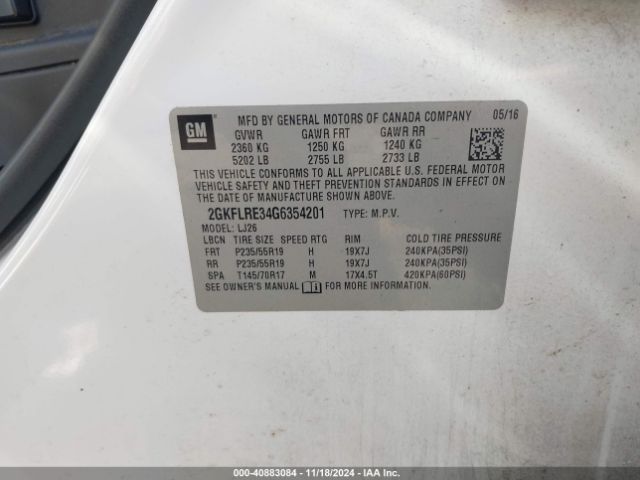 GM
MFD BY GENERAL MOTORS OF CANADA COMPANY 05/16
GVWR GAWR FRT GAWR RR
2360 KG 1250 KG 1240 KG
5202 LB 2755 LB 2733 LB
THIS VEHICLE CONFORMS TO ALL APPLICABLE U.S. FEDERAL MOTOR
VEHICLE SAFETY AND THEFT PREVENTION STANDARDS IN EFFECT ON
THE DATE OF MANUFACTURE SHOWN ABOVE.
2GKFLRE34G6354201 TYPE: M.P.V.
MODEL: LJ26
LBCN TIRE SIZE SPEED RTG RIM COLD TIRE PRESSURE
FRT P235/55R19 H 19X7J 240KPA(35PSI)
RR P235/55R19 H 19X7J 240KPA(35PSI)
SPA T145/70R17 M 17X4.5T 420KPA(60PSI)
SEE OWNER'S MANUAL FOR MORE INFORMATION.
000-40883084 | 11/18/2024 | IAA Inc.